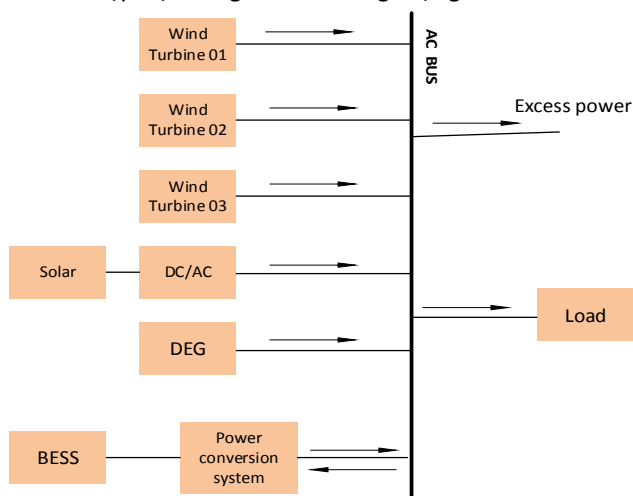 Wind
Turbine 01
AC BUS
Wind
Turbine 02
Excess power
Wind
Turbine 03
Solar
DC/AC
Load
DEG
BESS
Power
conversion
system